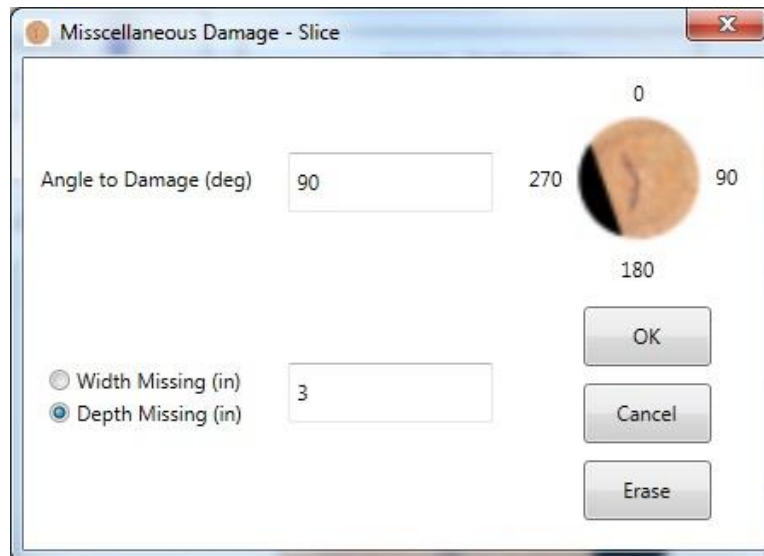 Misscellaneous Damage - Slice
X
0
Angle to Damage (deg) 90 270 90
180
OK
Width Missing (in)
3
Depth Missing (in)
Cancel
Erase